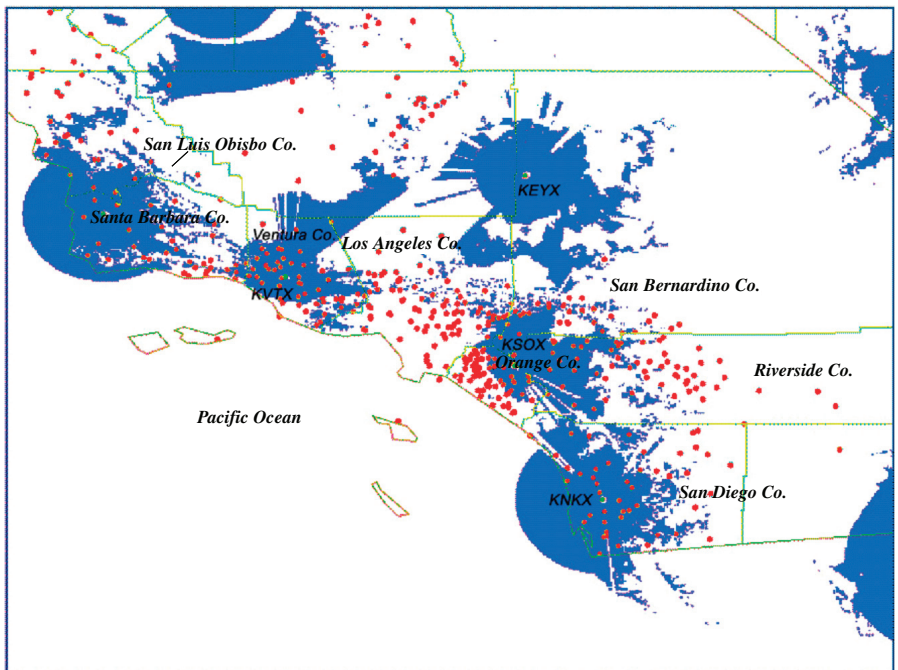 San Luis Obisbo Co.
KEYX
Santa Barbara Co.
Ventura Co.
Los Angeles Co.
San Bernardino Co.
KVTX
KSOX
Orange Co.
Riverside Co.
Pacific Ocean
KNKX
San Diego Co.